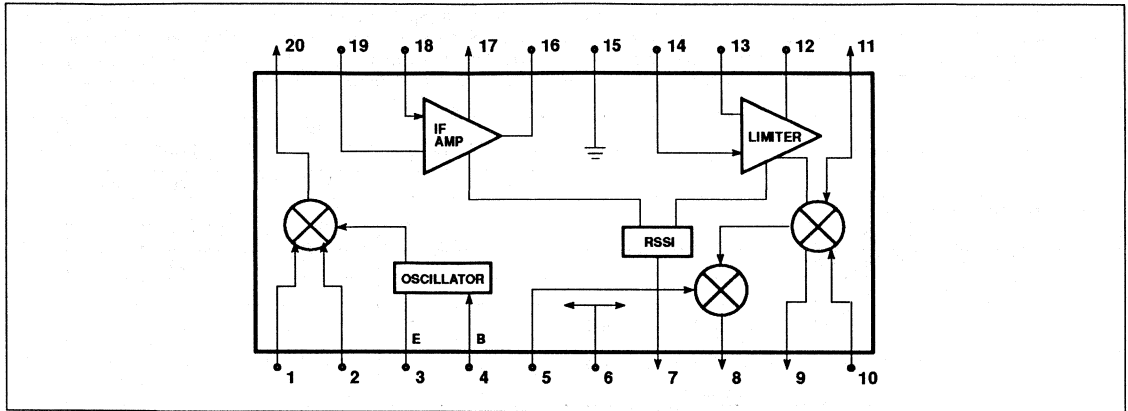 20 19 18 17 16 15 14 13 12 11
IF
AMP
LIMITER
RSSI
OSCILLATOR
E B
1 2 3 4 5 6 7 8 9 10